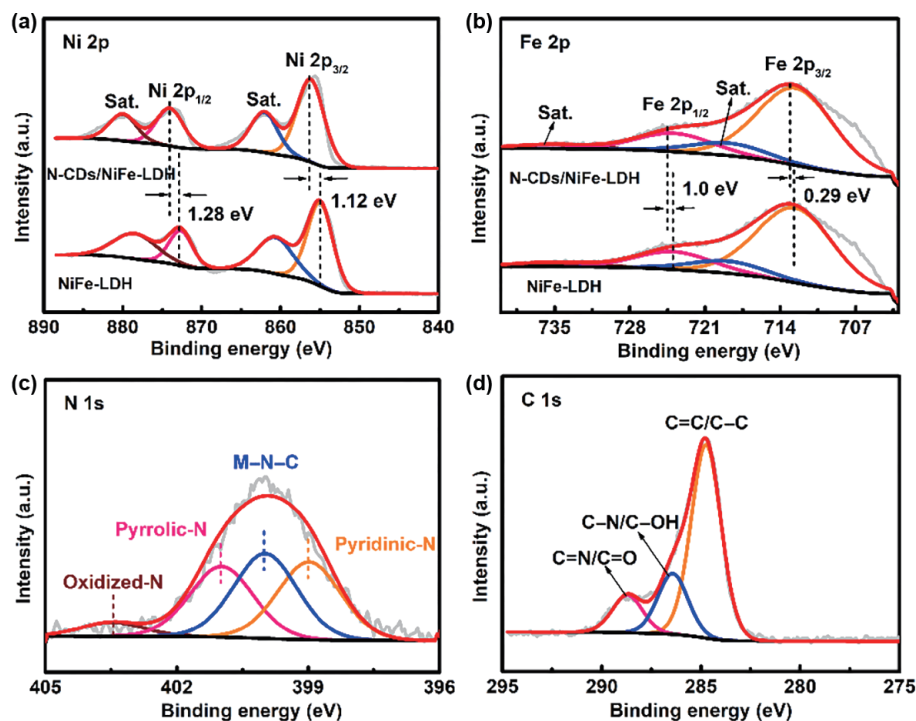 (a)
Ni 2p
Sat.
Ni 2p1/2
Sat.
Ni 2p3/2
N-CDs/NiFe-LDH
1.28 eV
1.12 eV
NiFe-LDH
890 880 870 860 850 840
Binding energy (eV)
Intensity (a.u.)
(b)
Fe 2p
Sat.
Fe 2p1/2
Sat.
Fe 2p3/2
N-CDs/NiFe-LDH
1.0 eV
0.29 eV
NiFe-LDH
735 728 721 714 707
Binding energy (eV)
Intensity (a.u.)
(c)
N 1s
M–N–C
Pyrrolic-N
Pyridinic-N
Oxidized-N
405 402 399 396
Binding energy (eV)
Intensity (a.u.)
(d)
C 1s
C=C/C–C
C–N/C–OH
C=N/C=O
295 290 285 280 275
Binding energy (eV)
Intensity (a.u.)